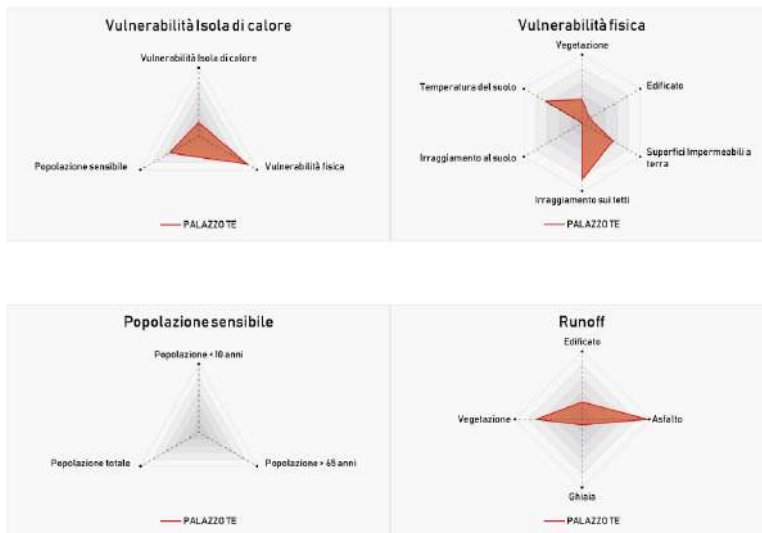 Vulnerabilità Isola di calore
Vulnerabilità Isola di calore
Popolazione sensibile
Vulnerabilità fisica
PALAZZO TE
Vulnerabilità fisica
Vegetazione
Temperatura del suolo
Edificato
Irraggiamento al suolo
Superfici Impermeabili a
terra
Irraggiamento sui tetti
PALAZZO TE
Popolazione sensibile
Popolazione < 10 anni
Popolazione totale
Popolazione > 65 anni
PALAZZO TE
Runoff
Edificato
Vegetazione
Asfalto
Ghiaia
PALAZZO TE